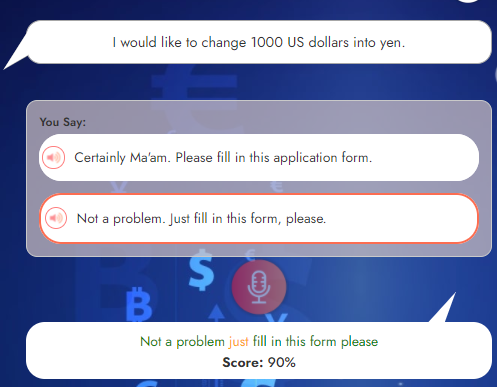 I would like to change 1000 US dollars into yen.
You Say:
Certainly Ma'am. Please fill in this application form.
Not a problem. Just fill in this form, please.
Not a problem just fill in this form please
Score: 90%